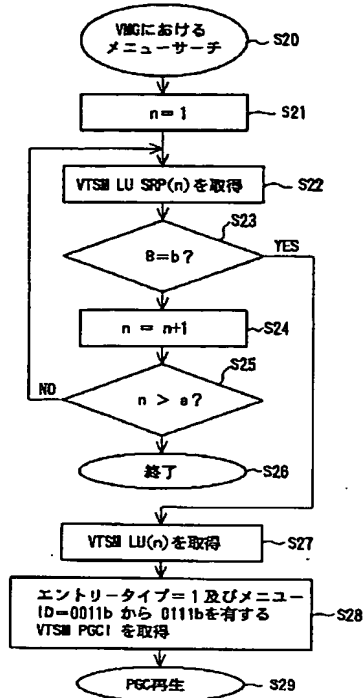 VMGにおける
メニューサーチ
S20
n=1
S21
VTSM LU SRP(n)を取得
S22
S23
B=b?
YES
n = n+1
S24
S25
NO
n > a?
終了
S26
VTSM LU(n)を取得
S27
エントリータイプ=1 及びメニュー
ID=0011b から 0111bを有する
VTSM PGCI を取得
S28
PGC再生
S29